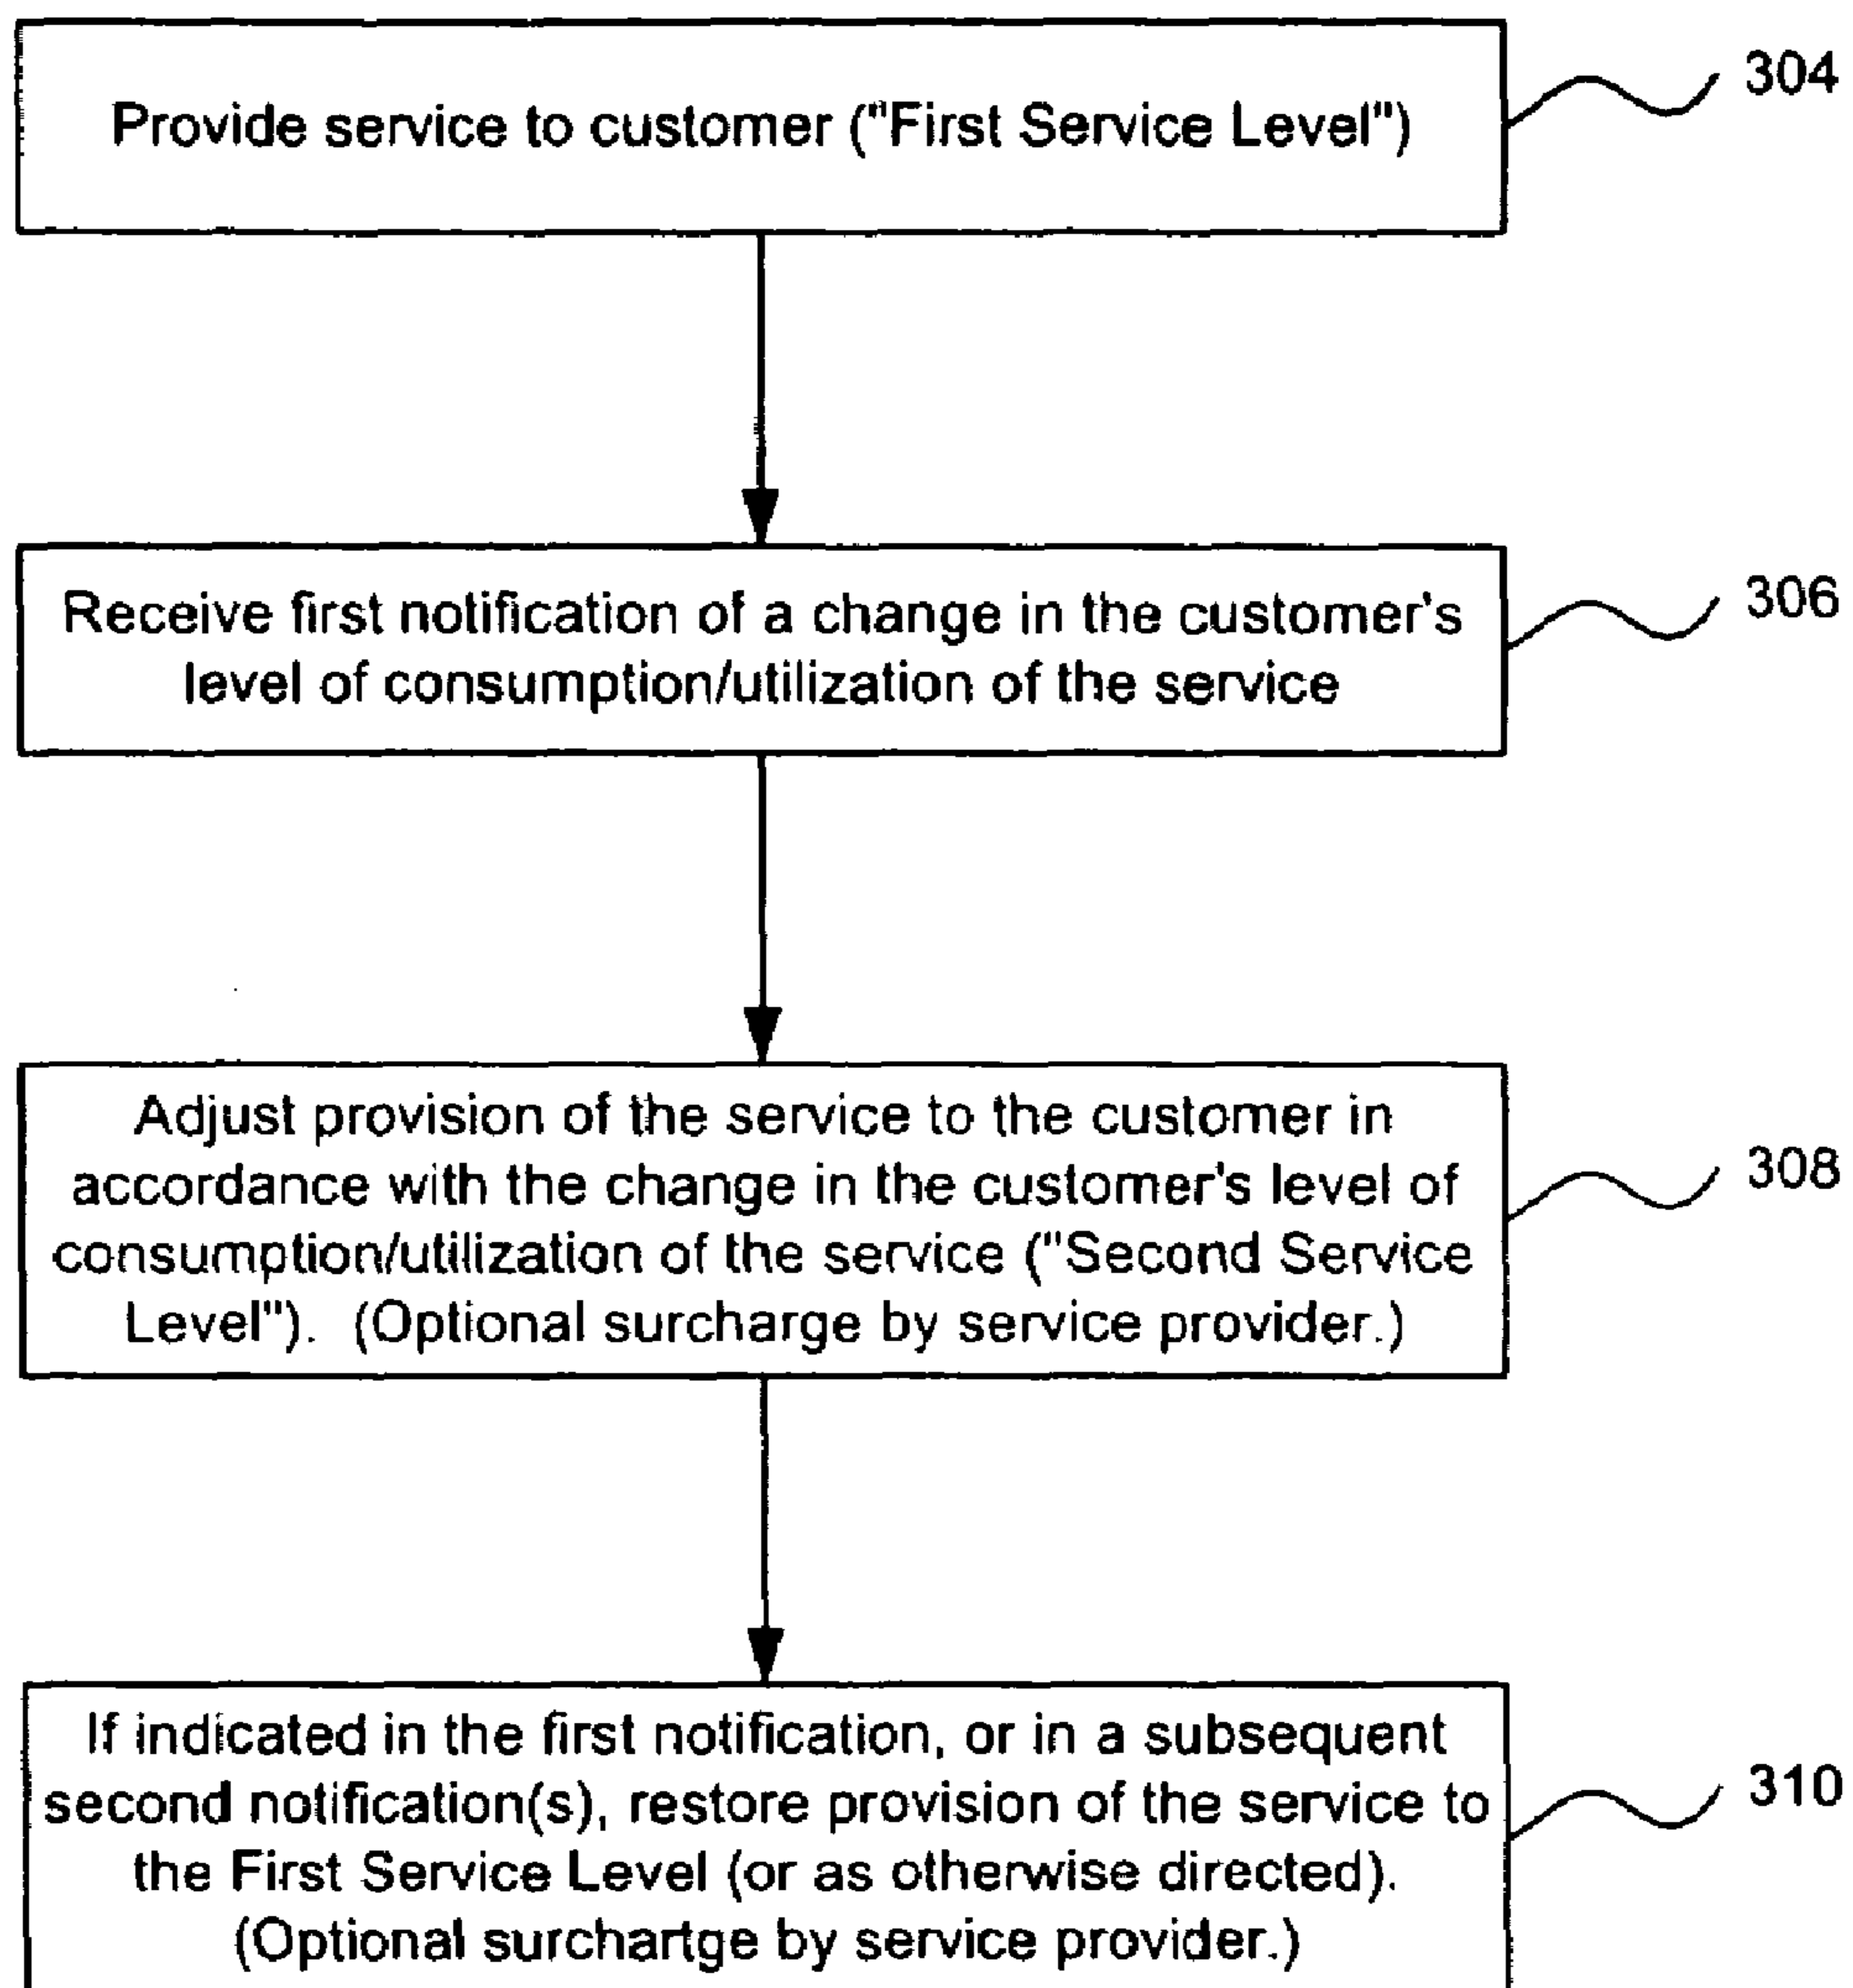 Provide service to customer ("First Service Level")
304
Receive first notification of a change in the customer's
level of consumption/utilization of the service
306
Adjust provision of the service to the customer in
accordance with the change in the customer's level of
consumption/utilization of the service ("Second Service
Level").  (Optional surcharge by service provider.)
308
If indicated in the first notification, or in a subsequent
second notification(s), restore provision of the service to
the First Service Level (or as otherwise directed).
(Optional surchartge by service provider.)
310